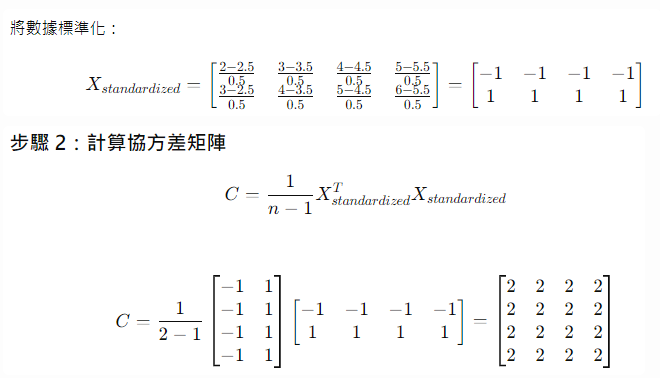 將數據標準化：
X_{standardized} = \begin{bmatrix} \frac{2-2.5}{0.5} & \frac{3-3.5}{0.5} & \frac{4-4.5}{0.5} & \frac{5-5.5}{0.5} \\ \frac{3-2.5}{0.5} & \frac{4-3.5}{0.5} & \frac{5-4.5}{0.5} & \frac{6-5.5}{0.5} \end{bmatrix} = \begin{bmatrix} -1 & -1 & -1 & -1 \\ 1 & 1 & 1 & 1 \end{bmatrix}
步驟 2：計算協方差矩陣
C = \frac{1}{n-1} X_{standardized}^{T} X_{standardized}
C = \frac{1}{2-1} \begin{bmatrix} -1 & 1 \\ -1 & 1 \\ -1 & 1 \\ -1 & 1 \end{bmatrix} \begin{bmatrix} -1 & -1 & -1 & -1 \\ 1 & 1 & 1 & 1 \end{bmatrix} = \begin{bmatrix} 2 & 2 & 2 & 2 \\ 2 & 2 & 2 & 2 \\ 2 & 2 & 2 & 2 \\ 2 & 2 & 2 & 2 \end{bmatrix}